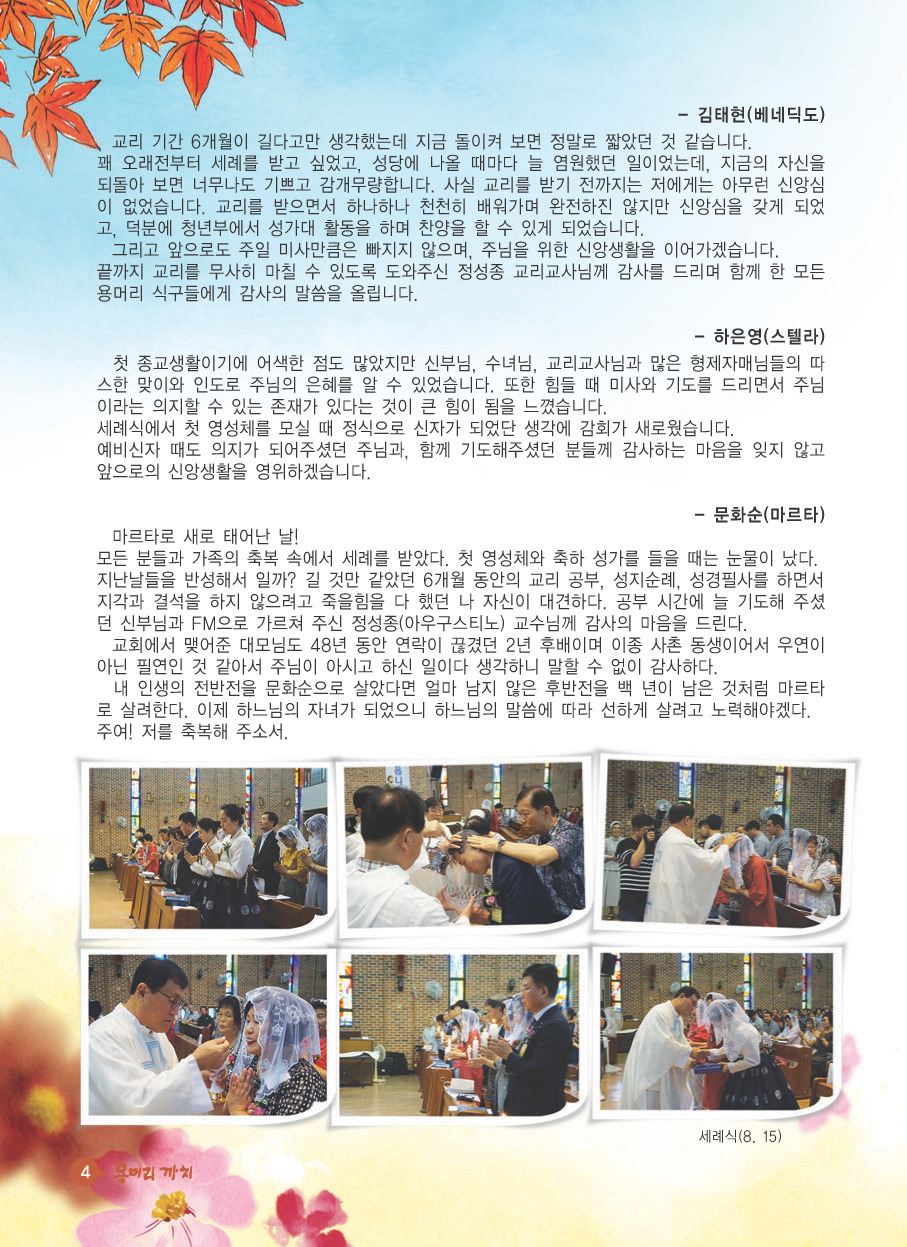 - 김태현(베네딕도)
교리 기간 6개월이 길다고만 생각했는데 지금 돌이켜 보면 정말로 짧았던 것 같습니다.
꽤 오래전부터 세례를 받고 싶었고, 성당에 나올 때마다 늘 염원했던 일이었는데, 지금의 자신을
되돌아 보면 너무나도 기쁘고 감개무량합니다. 사실 교리를 받기 전까지는 저에게는 아무런 신앙심
이 없었습니다. 교리를 받으면서 하나하나 천천히 배워가며 완전하진 않지만 신앙심을 갖게 되었
고, 덕분에 청년부에서 성가대 활동을 하며 찬양을 할 수 있게 되었습니다.
그리고 앞으로도 주일 미사만큼은 빠지지 않으며, 주님을 위한 신앙생활을 이어가겠습니다.
끝까지 교리를 무사히 마칠 수 있도록 도와주신 정성종 교리교사님께 감사를 드리며 함께 한 모든
용머리 식구들에게 감사의 말씀을 올립니다.
- 하은영(스텔라)
첫 종교생활이기에 어색한 점도 많았지만 신부님, 수녀님, 교리교사님과 많은 형제자매님들의 따
스한 맞이와 인도로 주님의 은혜를 알 수 있었습니다. 또한 힘들 때 미사와 기도를 드리면서 주님
이라는 의지할 수 있는 존재가 있다는 것이 큰 힘이 됨을 느꼈습니다.
세례식에서 첫 영성체를 모실 때 정식으로 신자가 되었단 생각에 감회가 새로웠습니다.
예비신자 때도 의지가 되어주셨던 주님과, 함께 기도해주셨던 분들께 감사하는 마음을 잊지 않고
앞으로의 신앙생활을 영위하겠습니다.
- 문화순(마르타)
마르타로 새로 태어난 날!
모든 분들과 가족의 축복 속에서 세례를 받았다. 첫 영성체와 축하 성가를 들을 때는 눈물이 났다.
지난날들을 반성해서 일까? 길 것만 같았던 6개월 동안의 교리 공부, 성지순례, 성경필사를 하면서
지각과 결석을 하지 않으려고 죽을힘을 다 했던 나 자신이 대견하다. 공부 시간에 늘 기도해 주셨
던 신부님과 FM으로 가르쳐 주신 정성종(아우구스티노) 교수님께 감사의 마음을 드린다.
교회에서 맺어준 대모님도 48년 동안 연락이 끊겼던 2년 후배이며 이종 사촌 동생이어서 우연이
아닌 필연인 것 같아서 주님이 아시고 하신 일이다 생각하니 말할 수 없이 감사하다.
내 인생의 전반전을 문화순으로 살았다면 얼마 남지 않은 후반전을 백 년이 남은 것처럼 마르타
로 살려한다. 이제 하느님의 자녀가 되었으니 하느님의 말씀에 따라 선하게 살려고 노력해야겠다.
주여! 저를 축복해 주소서.
세례식(8. 15)
4 용머리 까치